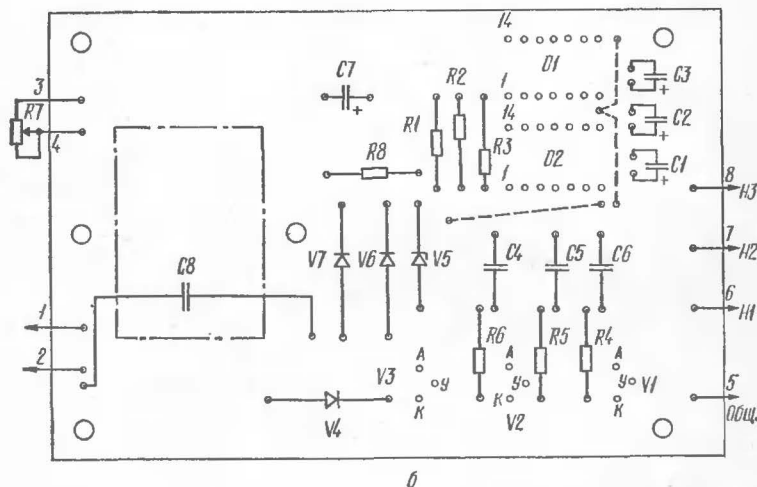 14
D1
C7
R2
C3
3
R7
1
14
C2
4
R1
R3
D2
C1
R8
1
8
Н3
7
V7
V6
V5
C4
C5
C6
Н2
C8
6
1
Н1
R6
R5
R4
2
А
А
А
V3
У
У
У
V1
5
К
К
К
V4
V2
Общ.
б